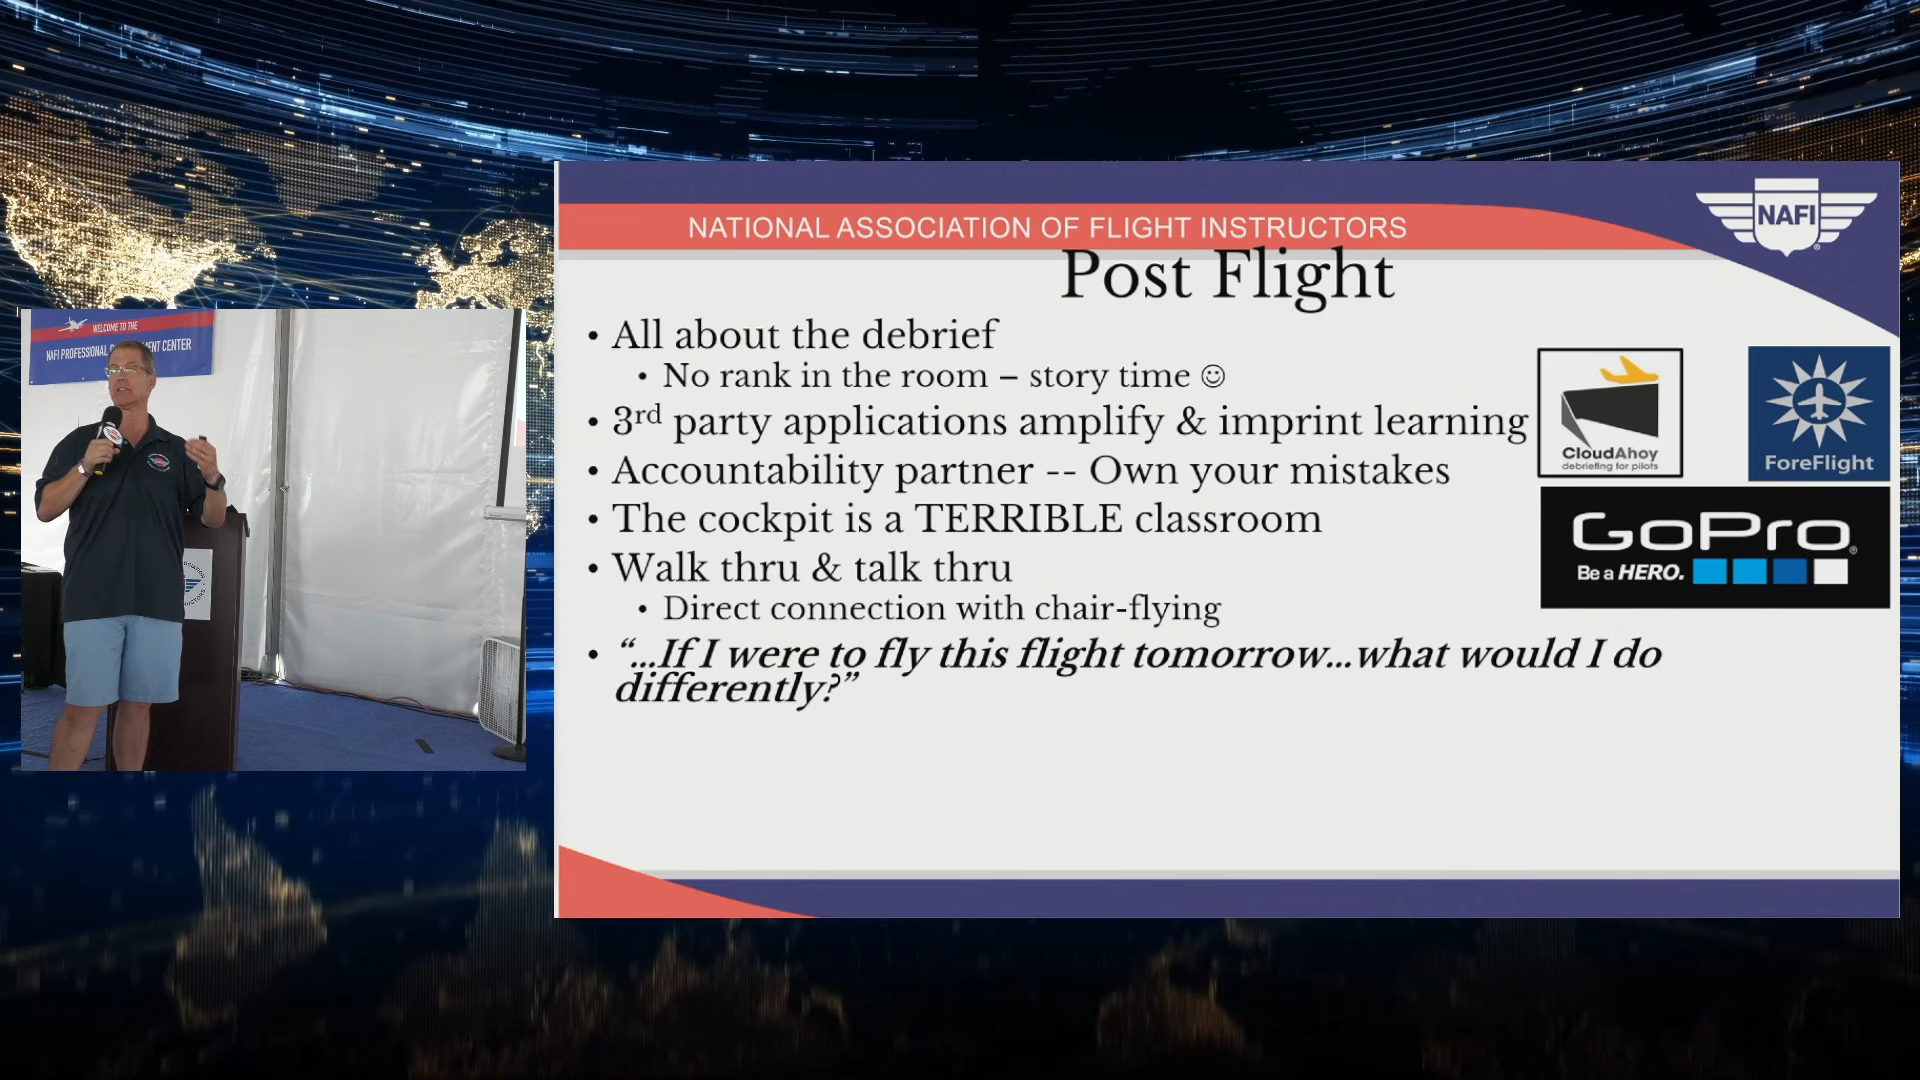 NATIONAL ASSOCIATION OF FLIGHT INSTRUCTORS
NAFI
Post Flight
• All about the debrief
• No rank in the room – story time ☺
• 3rd party applications amplify & imprint learning
• Accountability partner -- Own your mistakes
• The cockpit is a TERRIBLE classroom
• Walk thru & talk thru
• Direct connection with chair-flying
• “...If I were to fly this flight tomorrow...what would I do
differently?”
CloudAhoy
debriefing for pilots
ForeFlight
GoPro
Be a HERO.
WELCOME TO THE
NAFI PROFESSIONAL
CENTER